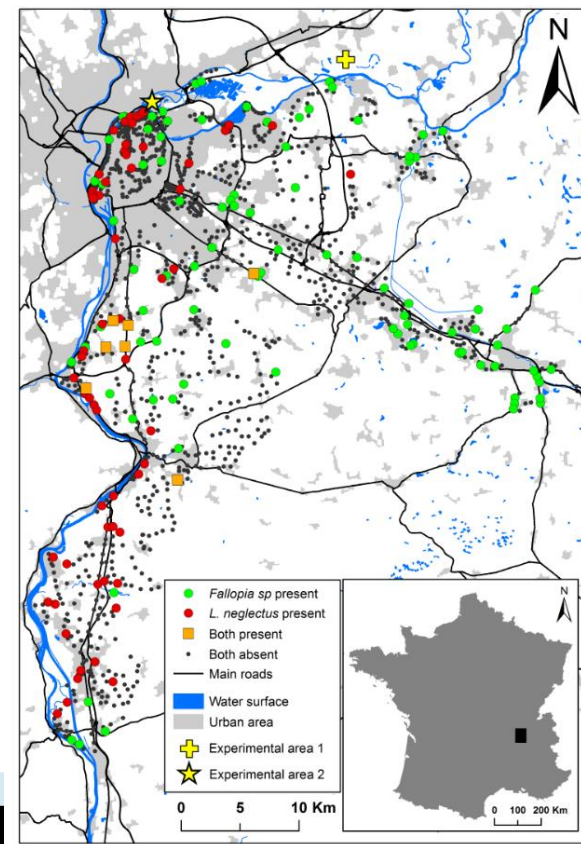 N
Fallopia sp present
L. neglectus present
Both present
Both absent
Main roads
Water surface
Urban area
Experimental area 1
Experimental area 2
0 5 10 Km
N
0 100 200 Km